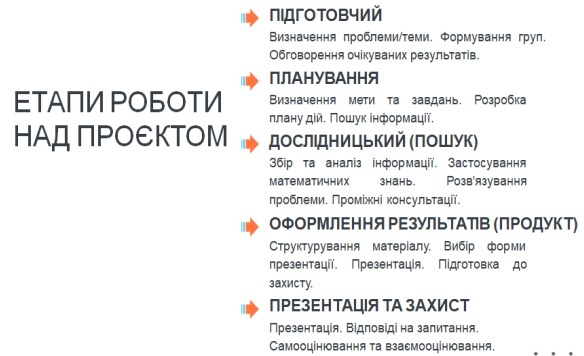 ЕТАПИ РОБОТИ
НАД ПРОЄКТОМ
ПІДГОТОВЧИЙ
Визначення проблеми/теми. Формування груп.
Обговорення очікуваних результатів.
ПЛАНУВАННЯ
Визначення мети та завдань. Розробка
плану дій. Пошук інформації.
ДОСЛІДНИЦЬКИЙ (ПОШУК)
Збір та аналіз інформації. Застосування
математичних знань. Розв'язування
проблеми. Проміжні консультації.
ОФОРМЛЕННЯ РЕЗУЛЬТАТІВ (ПРОДУКТ)
Структурування матеріалу. Вибір форми
презентації. Презентація. Підготовка до
захисту.
ПРЕЗЕНТАЦІЯ ТА ЗАХИСТ
Презентація. Відповіді на запитання.
Самооцінювання та взаємооцінювання.